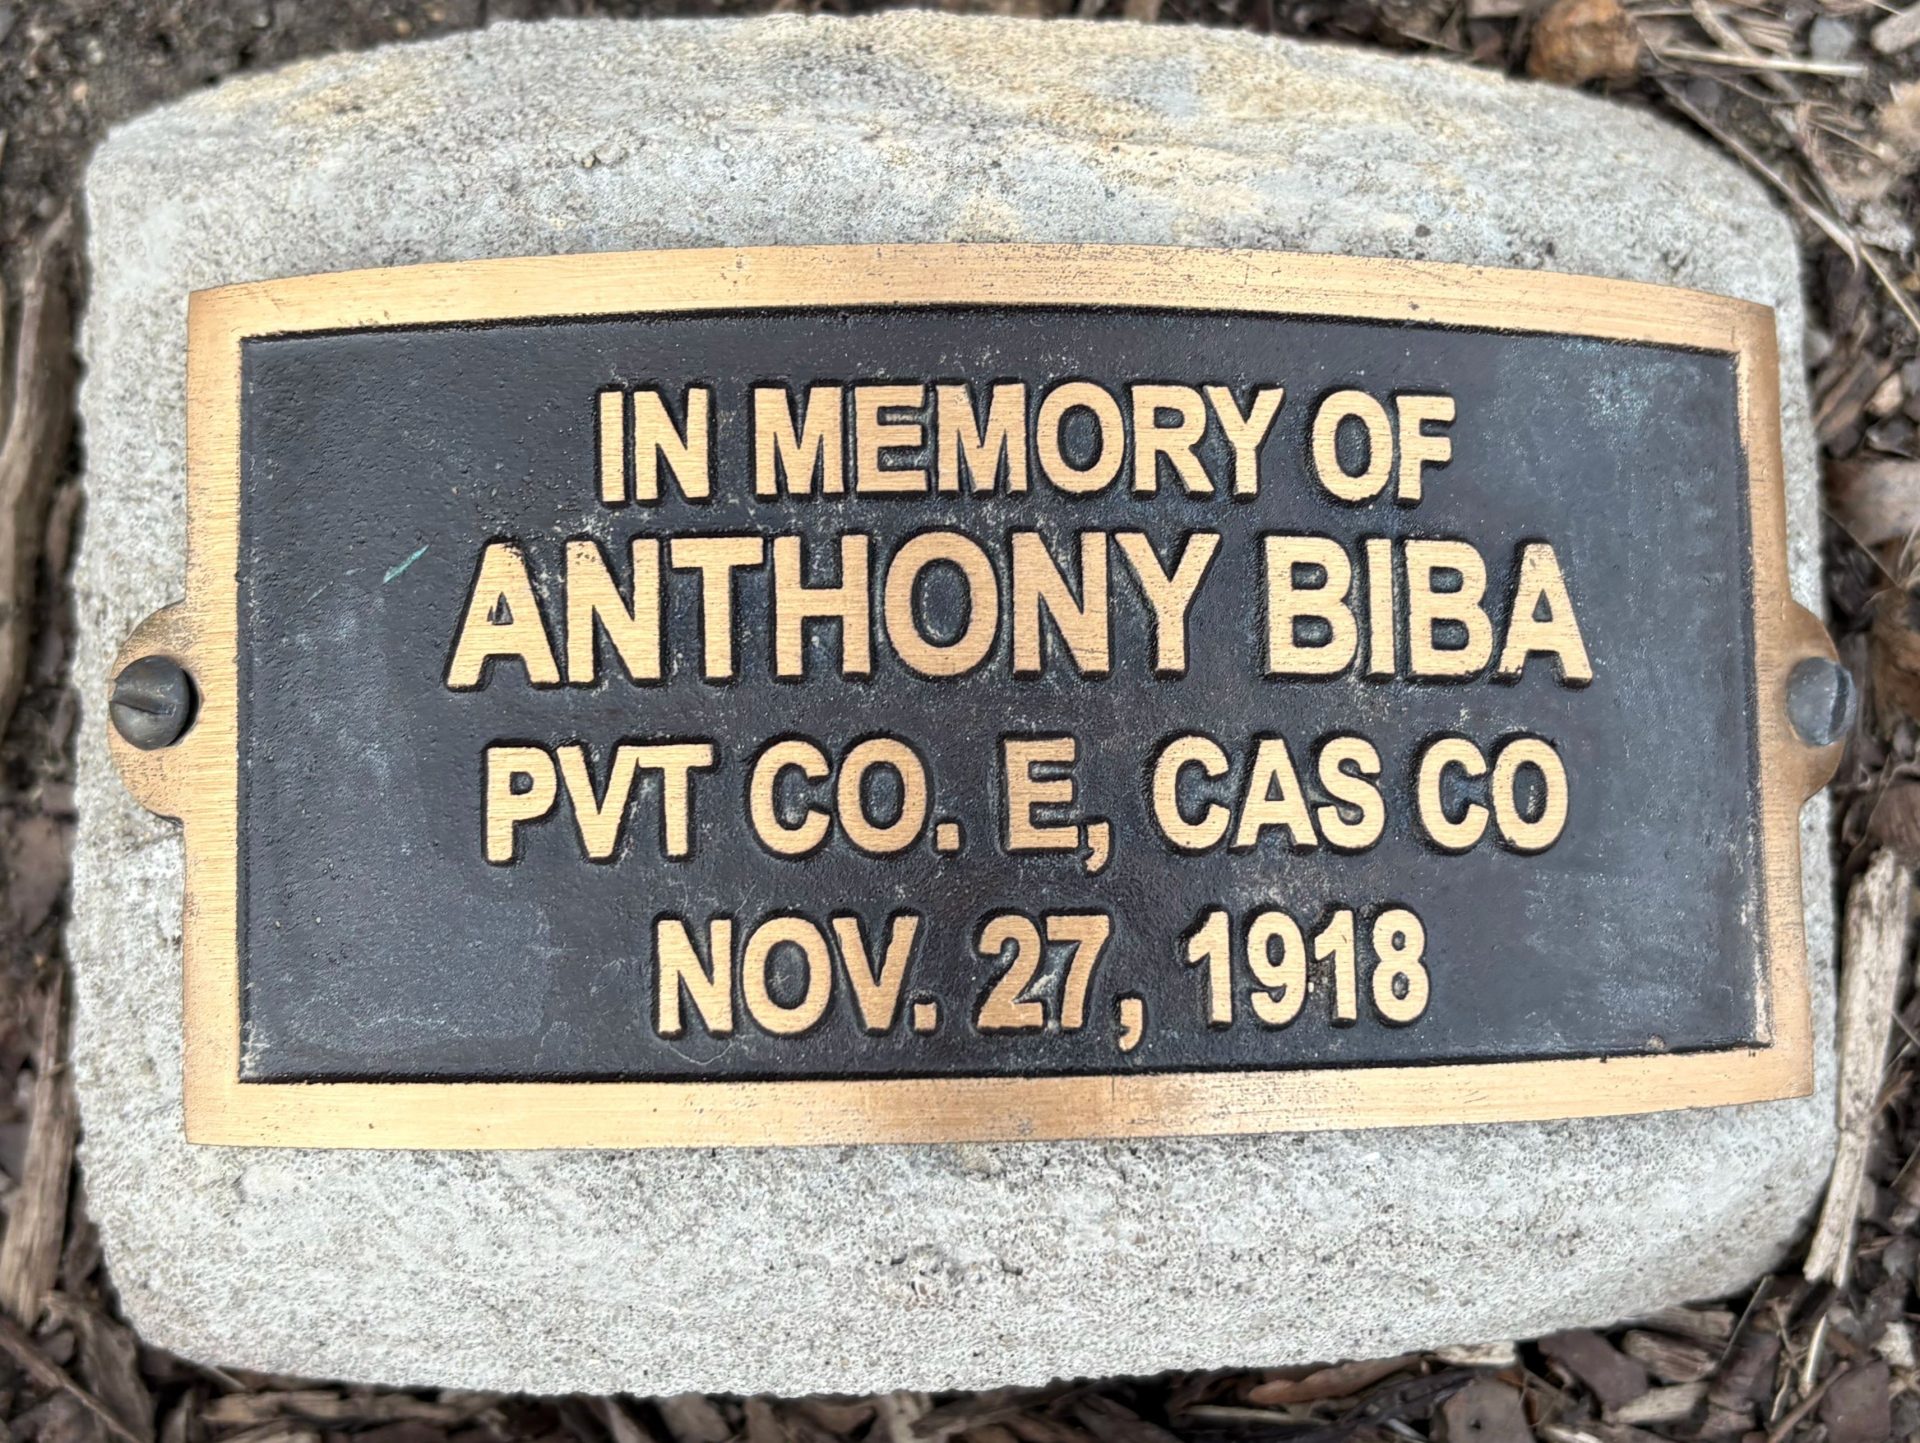 IN MEMORY OF
ANTHONY BIBA
PVT CO. E, CAS CO
NOV. 27, 1918